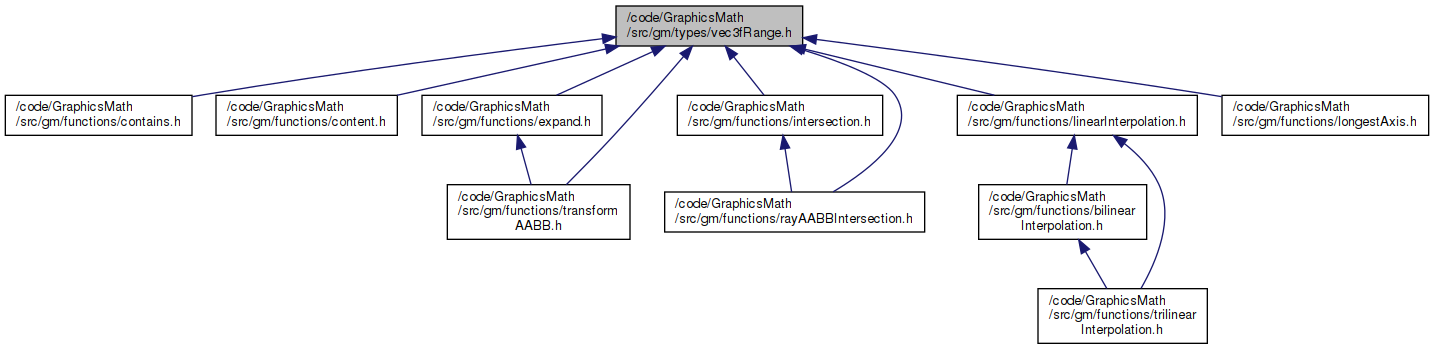 /code/GraphicsMath
/src/gm/types/vec3fRange.h
/code/GraphicsMath
/src/gm/functions/contains.h
/code/GraphicsMath
/src/gm/functions/content.h
/code/GraphicsMath
/src/gm/functions/expand.h
/code/GraphicsMath
/src/gm/functions/intersection.h
/code/GraphicsMath
/src/gm/functions/linearInterpolation.h
/code/GraphicsMath
/src/gm/functions/longestAxis.h
/code/GraphicsMath
/src/gm/functions/transform
AABB.h
/code/GraphicsMath
/src/gm/functions/rayAABBIntersection.h
/code/GraphicsMath
/src/gm/functions/bilinear
Interpolation.h
/code/GraphicsMath
/src/gm/functions/trilinear
Interpolation.h